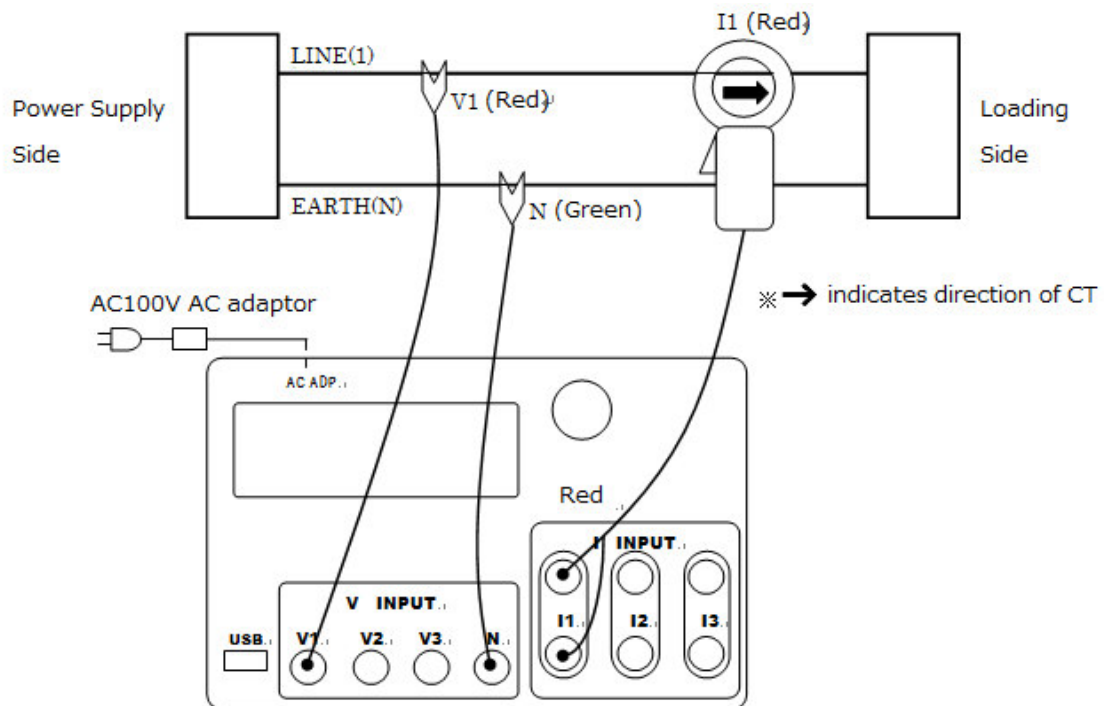 I1 (Red)
LINE(1)
V1 (Red)
Power Supply
Side
Loading
Side
EARTH(N)
N (Green)
※ ➔ indicates direction of CT
AC100V AC adaptor
AC ADP.
Red
I INPUT
V INPUT
I1 I2 I3
USB V1 V2 V3 N